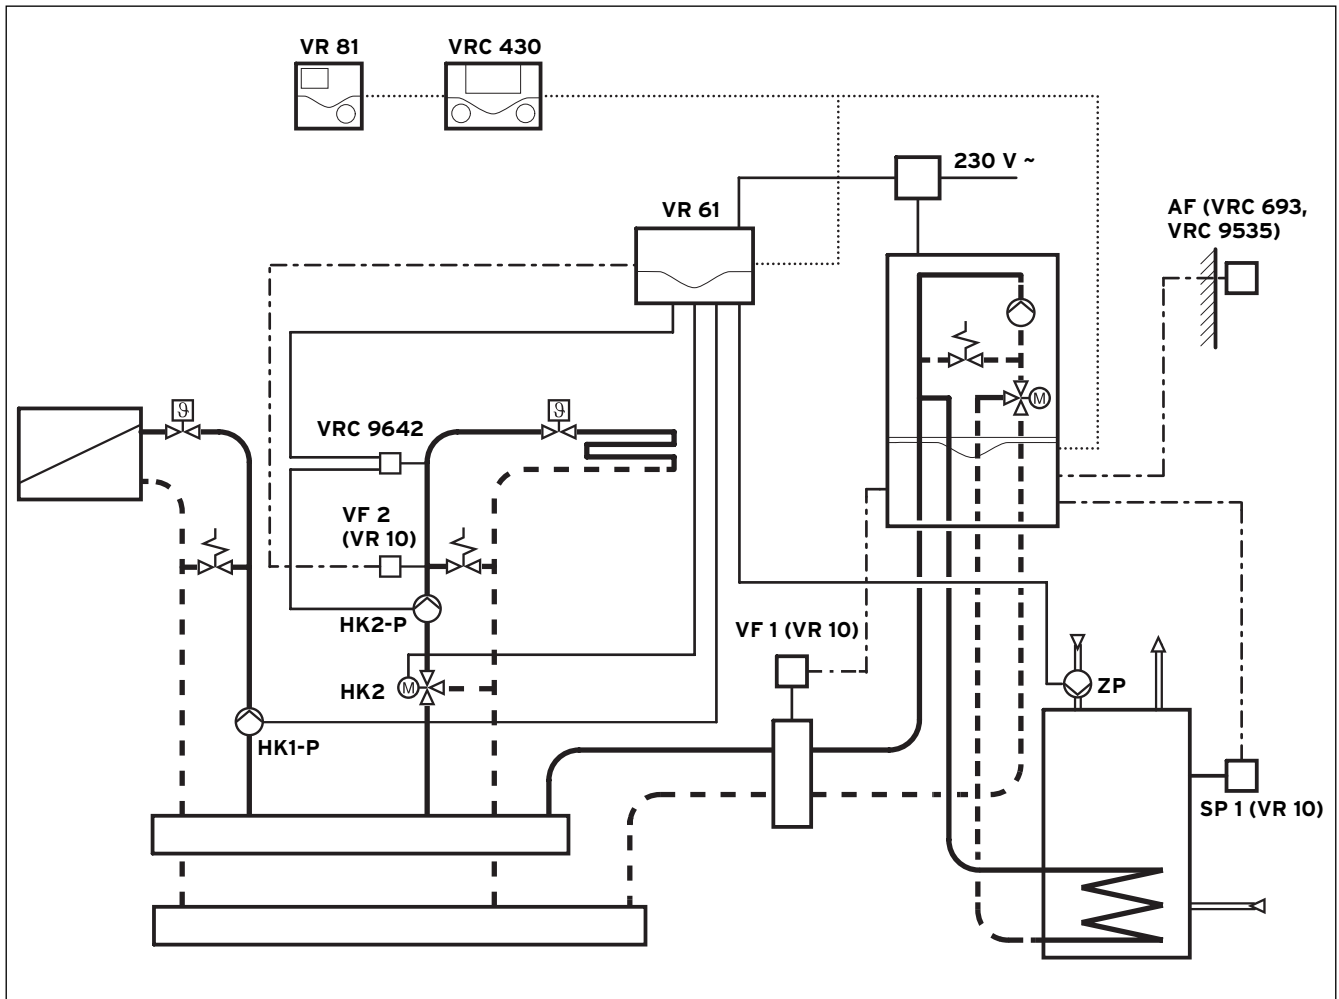 VR 81
VRC 430
230 V ~
AF (VRC 693,
VRC 9535)
VR 61
ϑ
ϑ
M
VRC 9642
VF 2
(VR 10)
HK2-P
VF 1 (VR 10)
HK2
M
ZP
HK1-P
SP 1 (VR 10)